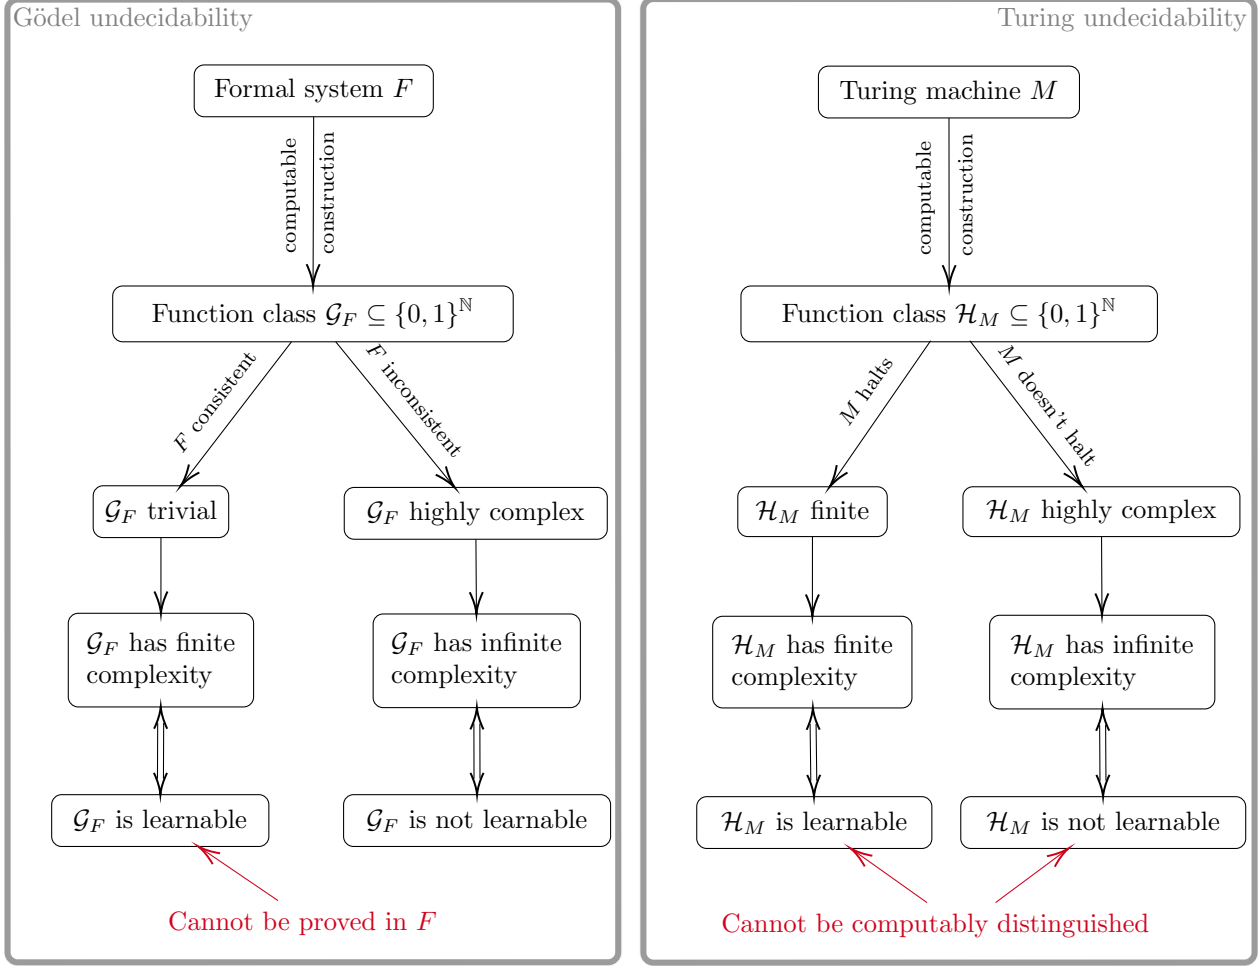 Gödel undecidability
Formal system F
computable
construction
Function class 𝒢_F ⊆ {0, 1}^ℕ
F consistent
F inconsistent
𝒢_F trivial
𝒢_F highly complex
𝒢_F has finite
complexity
𝒢_F has infinite
complexity
𝒢_F is learnable
𝒢_F is not learnable
Cannot be proved in F
Turing undecidability
Turing machine M
computable
construction
Function class ℋ_M ⊆ {0, 1}^ℕ
M halts
M doesn't halt
ℋ_M finite
ℋ_M highly complex
ℋ_M has finite
complexity
ℋ_M has infinite
complexity
ℋ_M is learnable
ℋ_M is not learnable
Cannot be computably distinguished